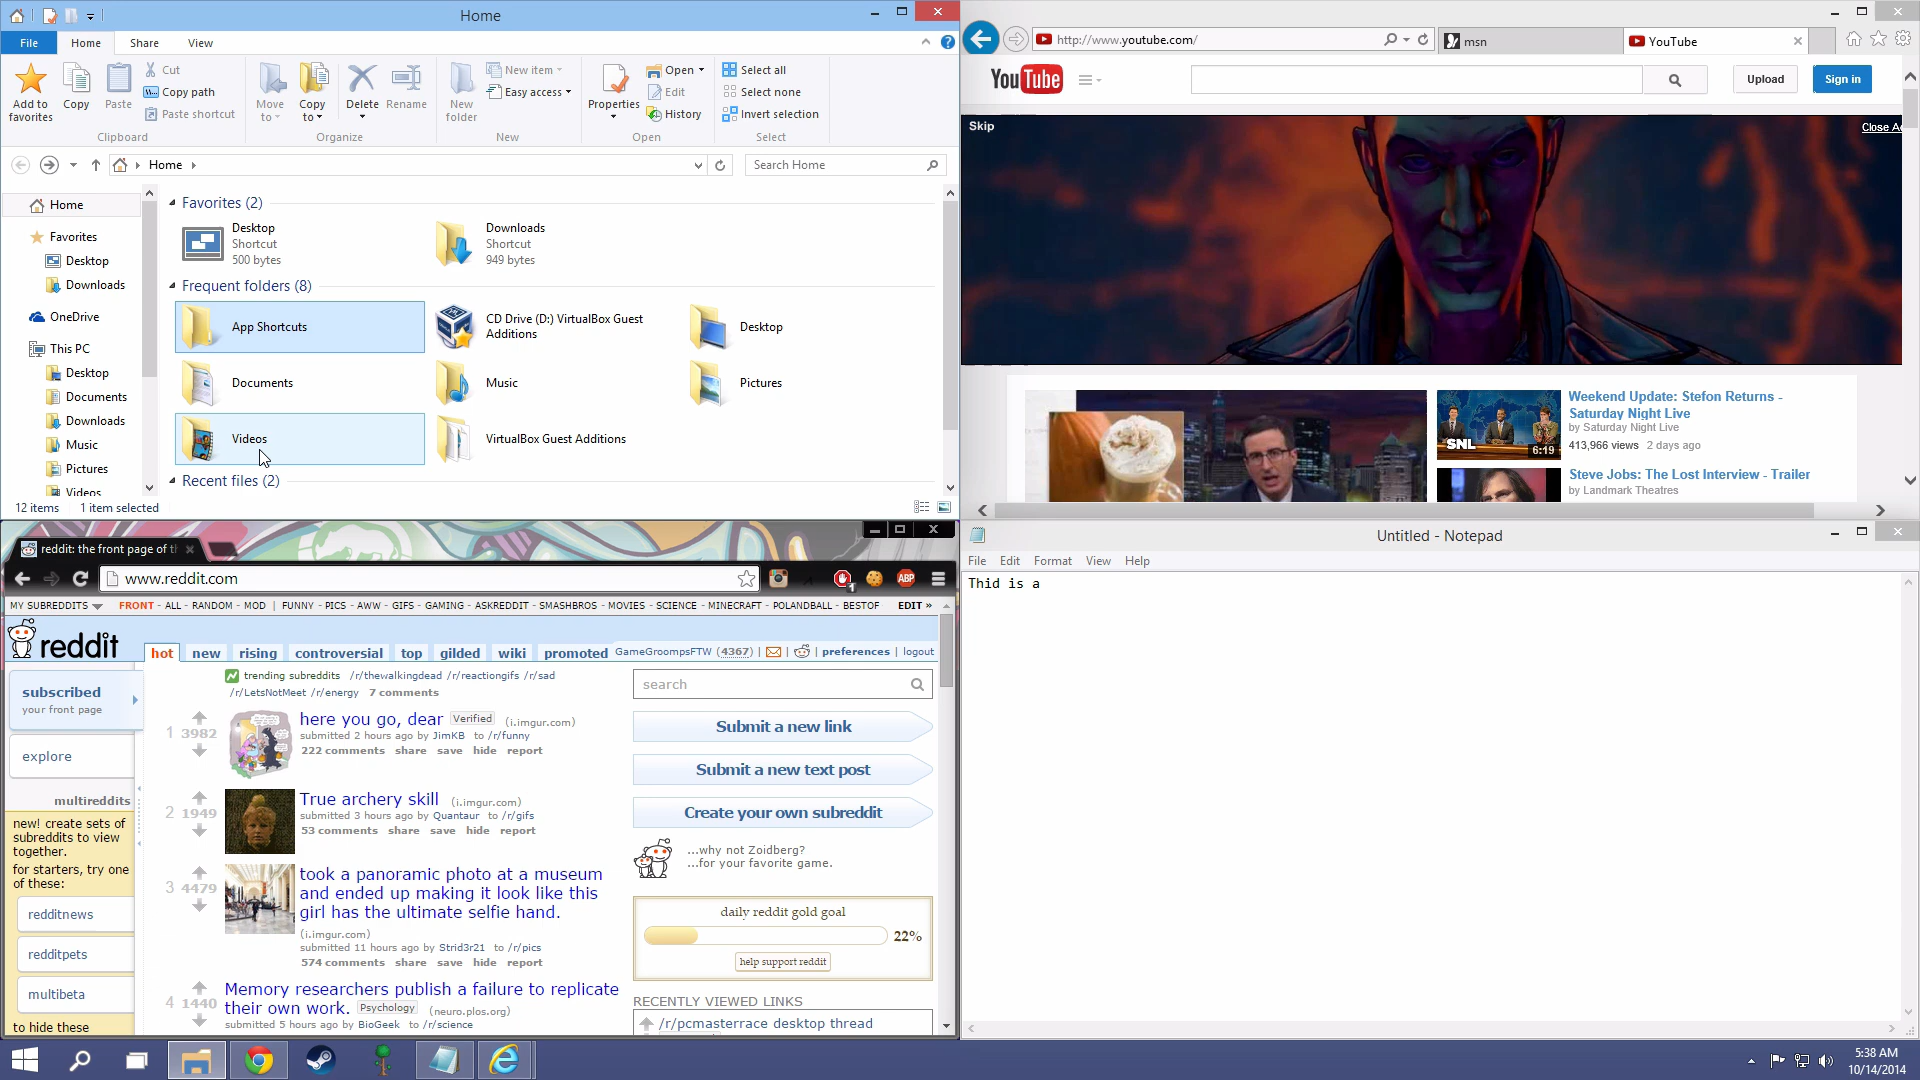 Home
File Home Share View
Add to favorites
Copy
Paste
Cut
Copy path
Paste shortcut
Clipboard
Move to
Copy to
Delete
Rename
Organize
New item
Easy access
New folder
New
Properties
Open
Edit
History
Open
Select all
Select none
Invert selection
Select
Home
Search Home
Home
Favorites
Desktop
Downloads
OneDrive
This PC
Desktop
Documents
Downloads
Music
Pictures
Videos
Favorites (2)
Desktop
Shortcut
500 bytes
Downloads
Shortcut
949 bytes
Frequent folders (8)
App Shortcuts
CD Drive (D:) VirtualBox Guest
Additions
Desktop
Documents
Music
Pictures
Videos
VirtualBox Guest Additions
Recent files (2)
12 items 1 item selected
http://www.youtube.com/
msn
YouTube
YouTube
Upload
Sign in
Skip
Close A
SNL
6:19
Weekend Update: Stefon Returns -
Saturday Night Live
by Saturday Night Live
413,966 views 2 days ago
Steve Jobs: The Lost Interview - Trailer
by Landmark Theatres
reddit: the front page of t
www.reddit.com
ABP
MY SUBREDDITS FRONT - ALL - RANDOM - MOD | FUNNY - PICS - AWW - GIFS - GAMING - ASKREDDIT - SMASHBROS - MOVIES - SCIENCE - MINECRAFT - POLANDBALL - BESTOF EDIT »
reddit
hot new rising controversial top gilded wiki promoted
GameGroompsFTW (4367) | | | preferences | logout
subscribed
your front page
explore
multireddits
new! create sets of
subreddits to view
together.
for starters, try one
of these:
redditnews
redditpets
multibeta
to hide these
trending subreddits /r/thewalkingdead /r/reactiongifs /r/sad
/r/LetsNotMeet /r/energy 7 comments
1 3982
here you go, dear Verified (i.imgur.com)
submitted 2 hours ago by JimKB to /r/funny
222 comments share save hide report
2 1949
True archery skill (i.imgur.com)
submitted 3 hours ago by Quantaur to /r/gifs
53 comments share save hide report
3 4479
took a panoramic photo at a museum
and ended up making it look like this
girl has the ultimate selfie hand.
(i.imgur.com)
submitted 11 hours ago by Strid3r21 to /r/pics
574 comments share save hide report
4 1440
Memory researchers publish a failure to replicate
their own work. Psychology (neuro.plos.org)
submitted 5 hours ago by BioGeek to /r/science
search
Submit a new link
Submit a new text post
Create your own subreddit
...why not Zoidberg?
...for your favorite game.
daily reddit gold goal
22%
help support reddit
RECENTLY VIEWED LINKS
/r/pcmasterrace desktop thread
Untitled - Notepad
File Edit Format View Help
Thid is a
5:38 AM
10/14/2014